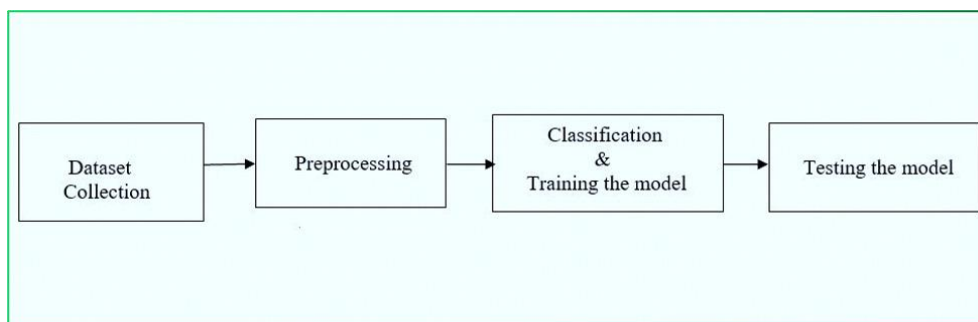 Dataset
Collection
Preprocessing
Classification
&
Training the model
Testing the model